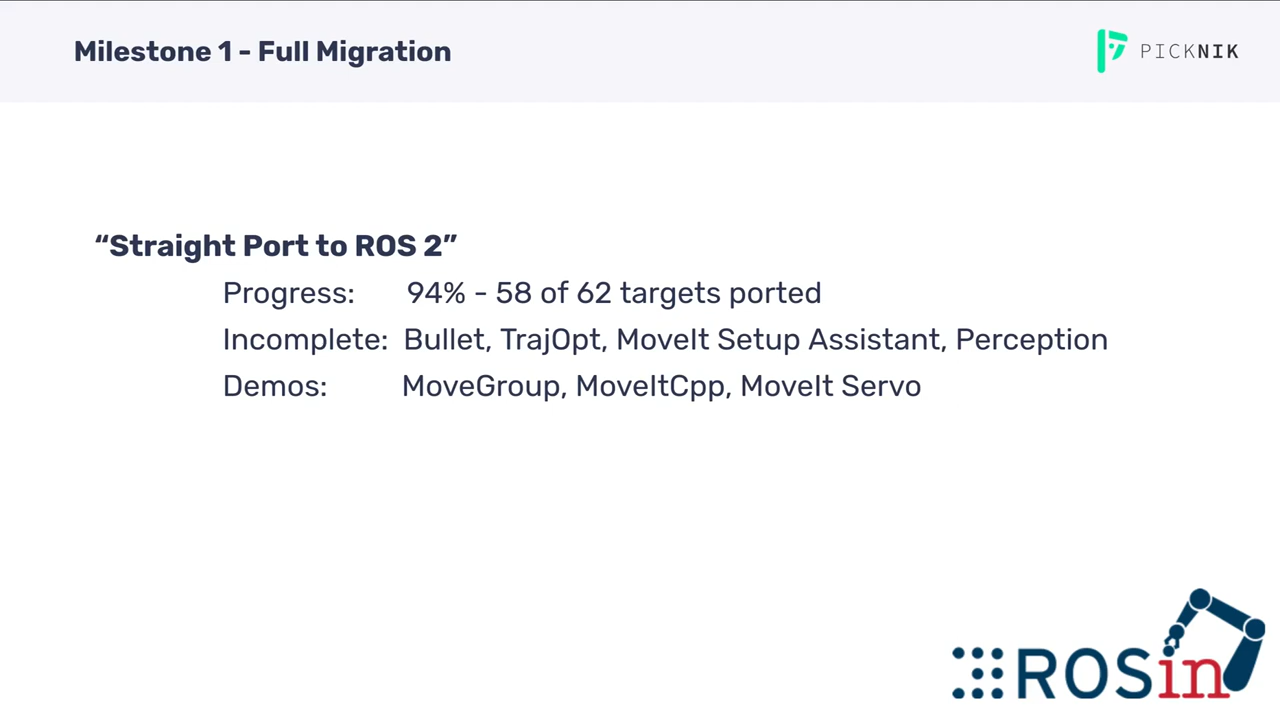 Milestone 1 - Full Migration
PICKNIK
“Straight Port to ROS 2”
Progress: 94% - 58 of 62 targets ported
Incomplete: Bullet, TrajOpt, MoveIt Setup Assistant, Perception
Demos: MoveGroup, MoveItCpp, MoveIt Servo
ROSin